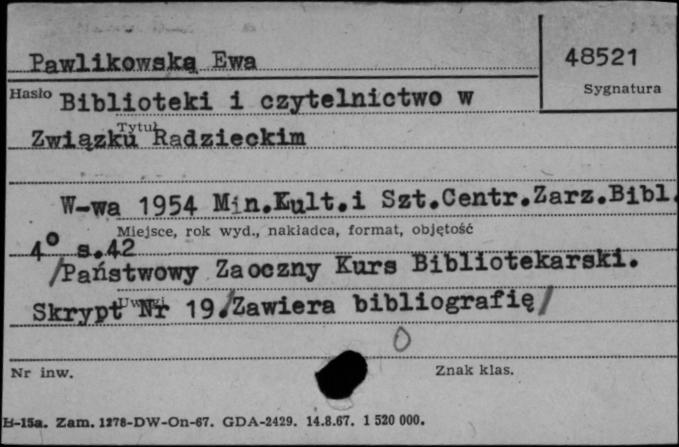 Pawlikowska Ewa
48521
Sygnatura
Hasło Biblioteki i czytelnictwo w
Tytuł
Związku Radzieckim
W-wa 1954 Min.Kult.i Szt.Centr.Zarz.Bibl.
Miejsce, rok wyd., nakładca, format, objętość
4° s.42
/Państwowy Zaoczny Kurs Bibliotekarski.
Uwagi
Skrypt Nr 19./Zawiera bibliografię/
0
Nr inw.
Znak klas.
B-15a. Zam. 1278-DW-On-67. GDA-2429. 14.8.67. 1 520 000.